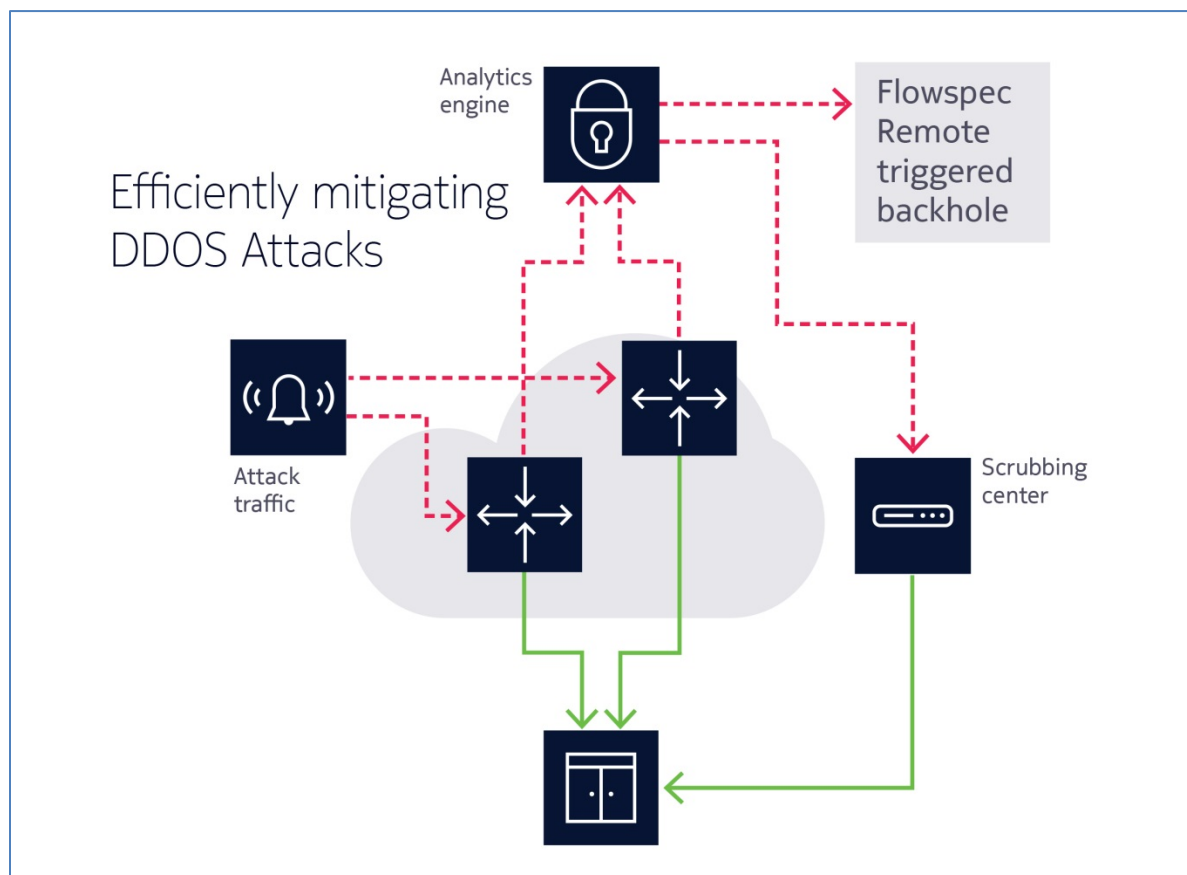 Analytics
engine
Flowspec
Remote
triggered
backhole
Efficiently mitigating
DDOS Attacks
Attack
traffic
Scrubbing
center